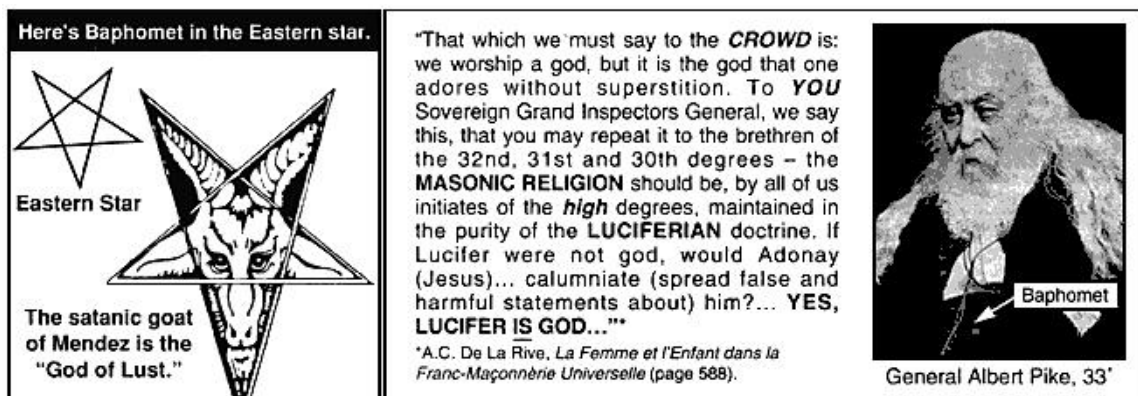 Here's Baphomet in the Eastern star.
Eastern Star
The satanic goat
of Mendez is the
"God of Lust."
"That which we must say to the CROWD is:
we worship a god, but it is the god that one
adores without superstition. To YOU
Sovereign Grand Inspectors General, we say
this, that you may repeat it to the brethren of
the 32nd, 31st and 30th degrees – the
MASONIC RELIGION should be, by all of us
initiates of the high degrees, maintained in
the purity of the LUCIFERIAN doctrine. If
Lucifer were not god, would Adonay
(Jesus)... calumniate (spread false and
harmful statements about) him?... YES,
LUCIFER IS GOD..."*
*A.C. De La Rive, La Femme et l'Enfant dans la
Franc-Maçonnèrie Universelle (page 588).
Baphomet
General Albert Pike, 33°